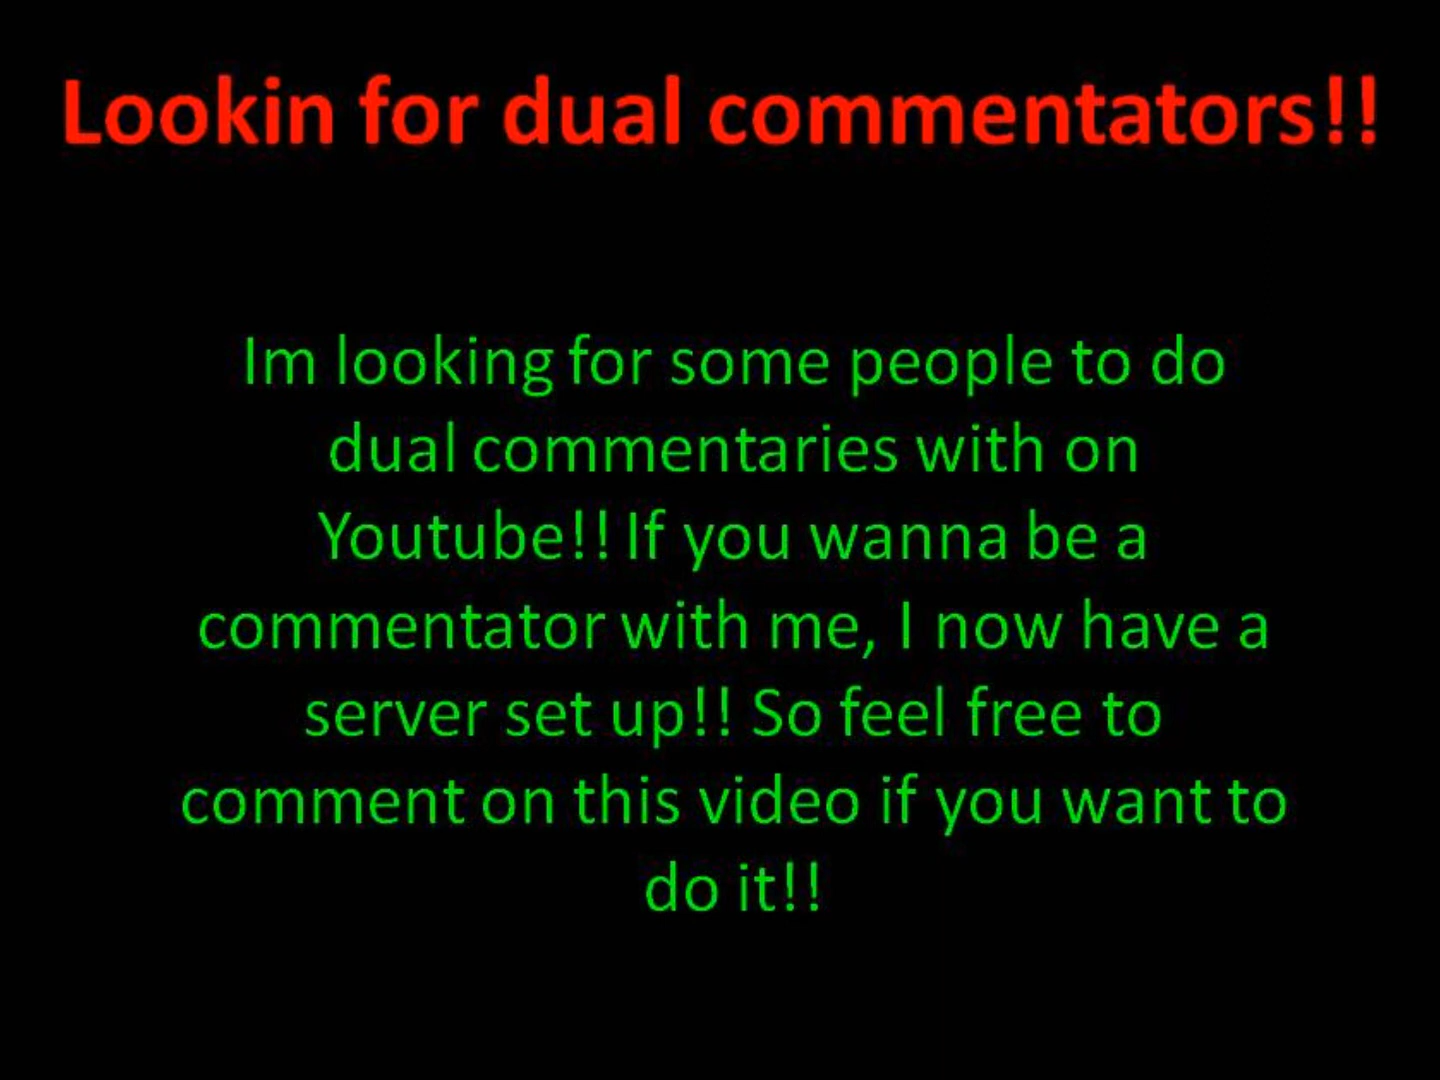 Lookin for dual commentators!!
Im looking for some people to do
dual commentaries with on
Youtube!! If you wanna be a
commentator with me, I now have a
server set up!! So feel free to
comment on this video if you want to
do it!!